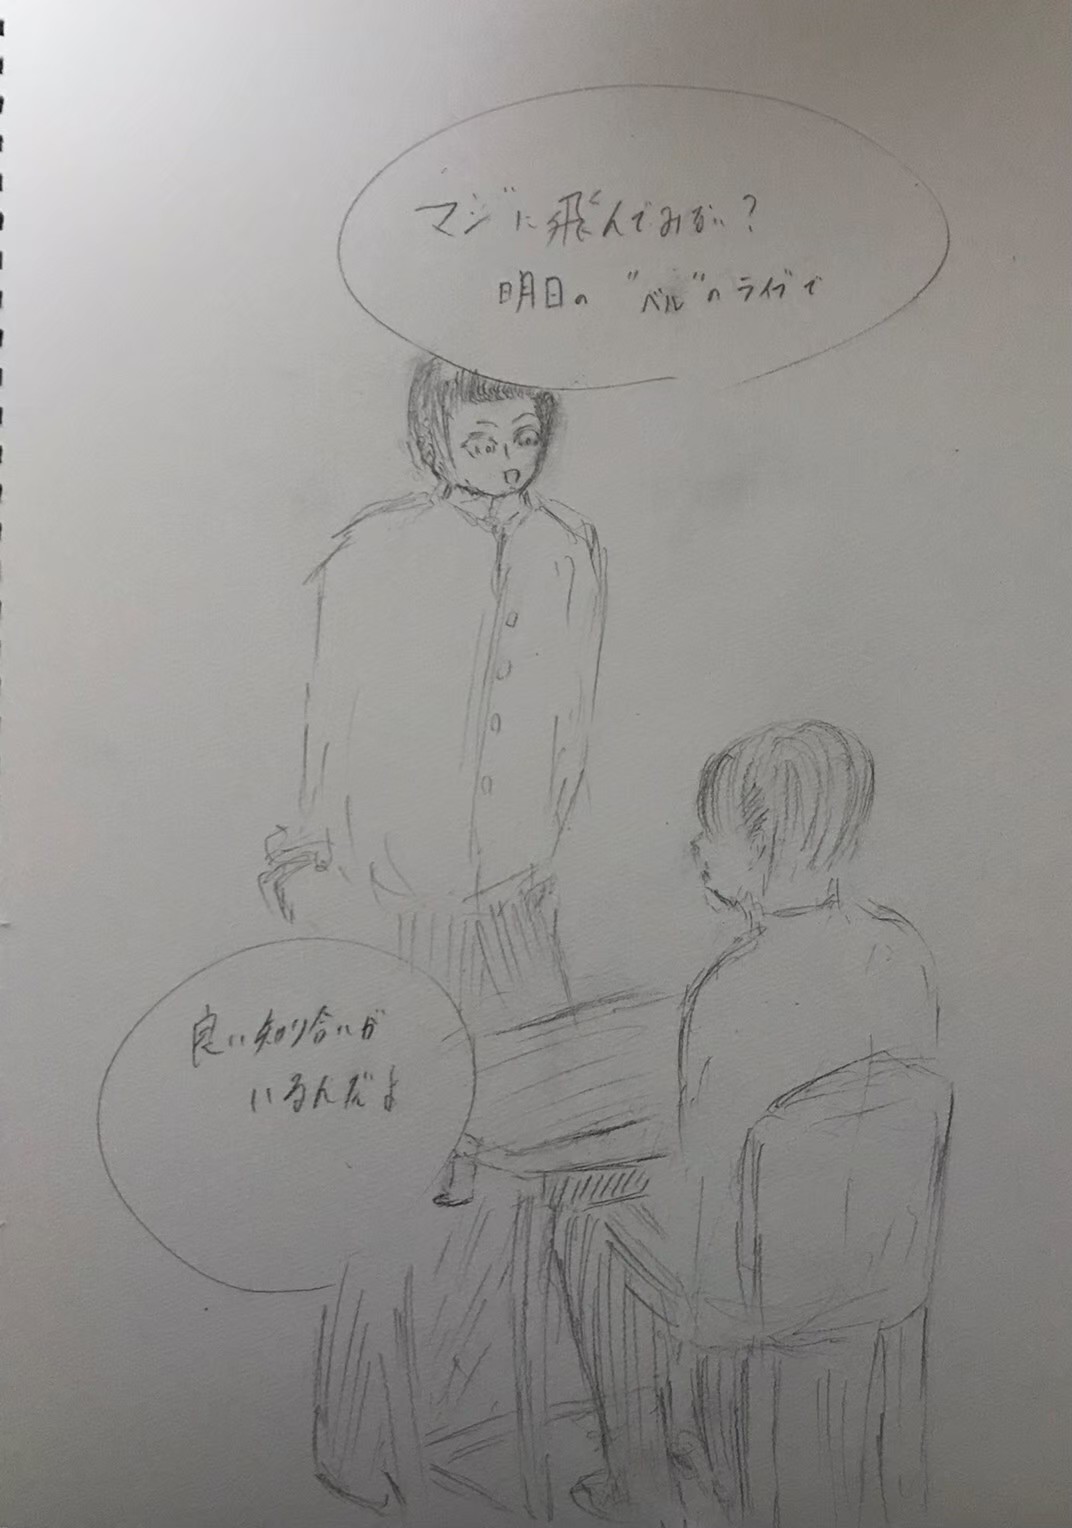 マジに飛んでみない?
明日の"ベル"のライブで
良い知り合いが
いるんだよ